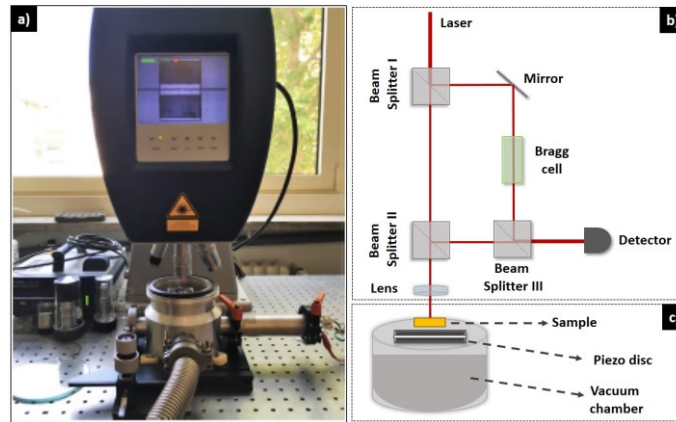 a)
b)
Laser
Beam
Splitter I
Mirror
Bragg
cell
Beam
Splitter II
Detector
Beam
Splitter III
Lens
c)
Sample
Piezo disc
Vacuum
chamber